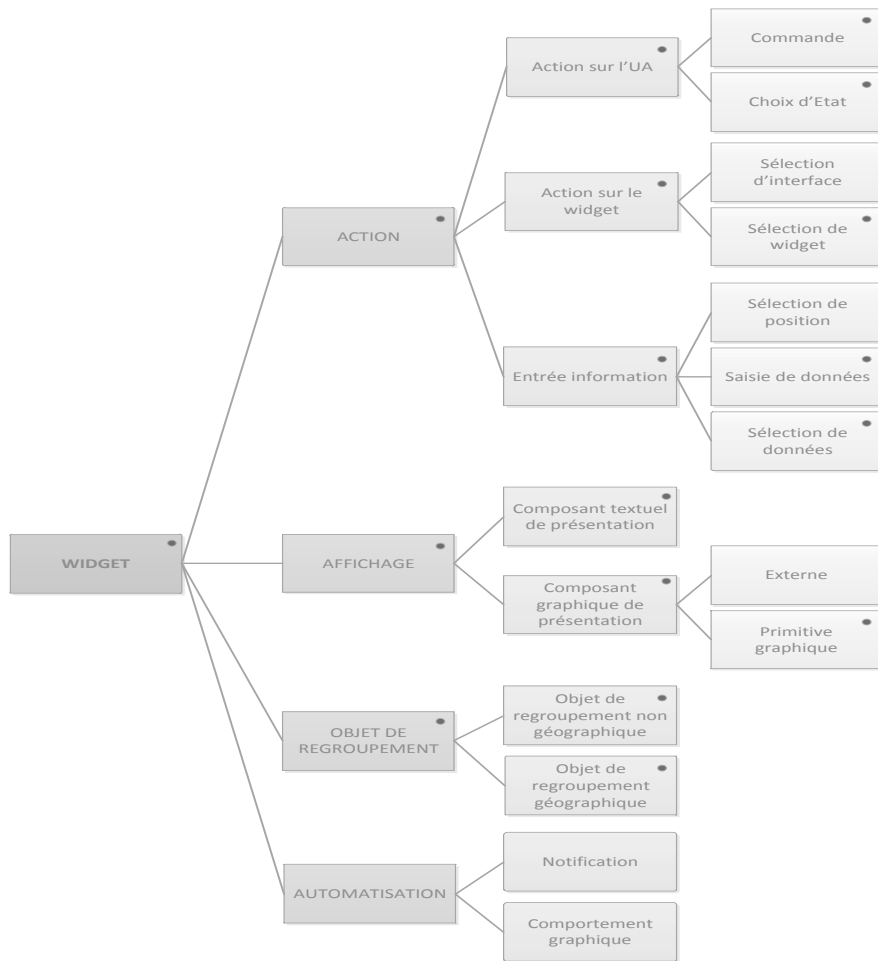 Commande
Action sur l’UA
Choix d’Etat
Sélection
d’interface
Action sur le
widget
Sélection de
widget
ACTION
Sélection de
position
Entrée information
Saisie de données
Sélection de
données
Composant textuel
de présentation
WIDGET
AFFICHAGE
Externe
Composant
graphique de
présentation
Primitive
graphique
Objet de
regroupement non
géographique
OBJET DE
REGROUPEMENT
Objet de
regroupement
géographique
Notification
AUTOMATISATION
Comportement
graphique